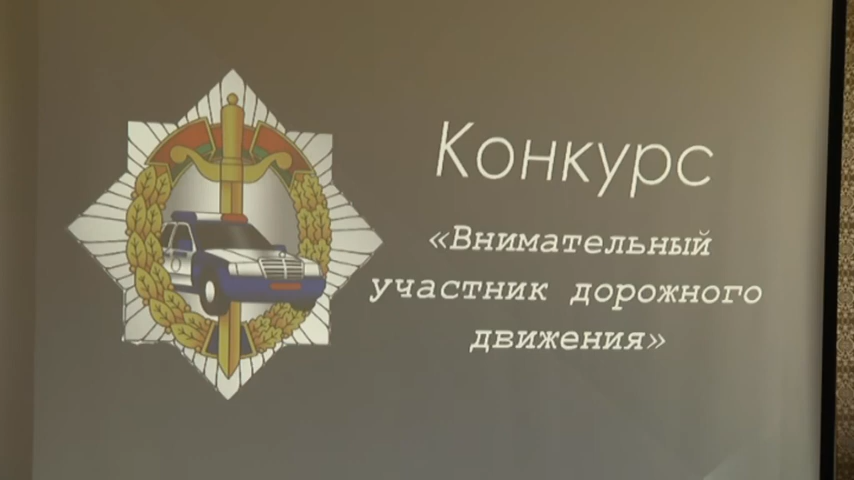 Конкурс
«Внимательный
участник дорожного
движения»